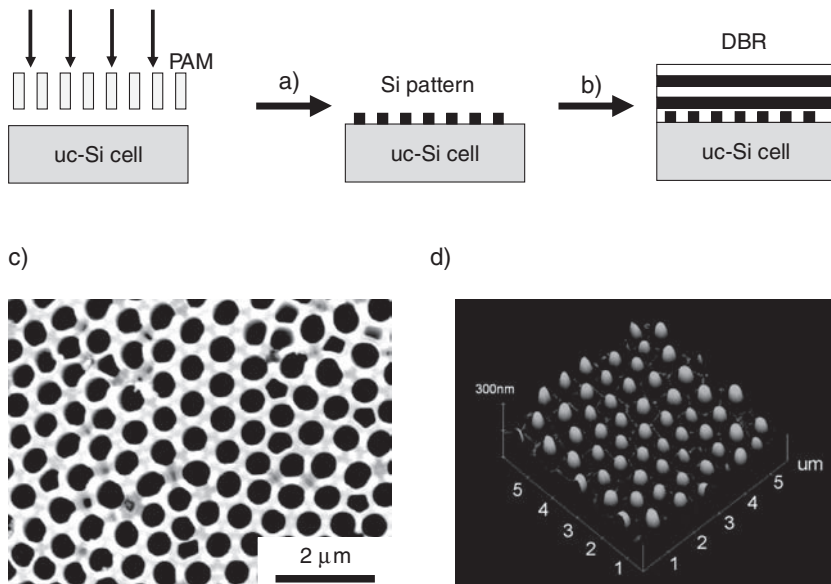 PAM
uc-Si cell
a)
Si pattern
uc-Si cell
b)
DBR
uc-Si cell
c)
2 μm
d)
300nm
um
5
4
3
2
1
1
2
3
4
5